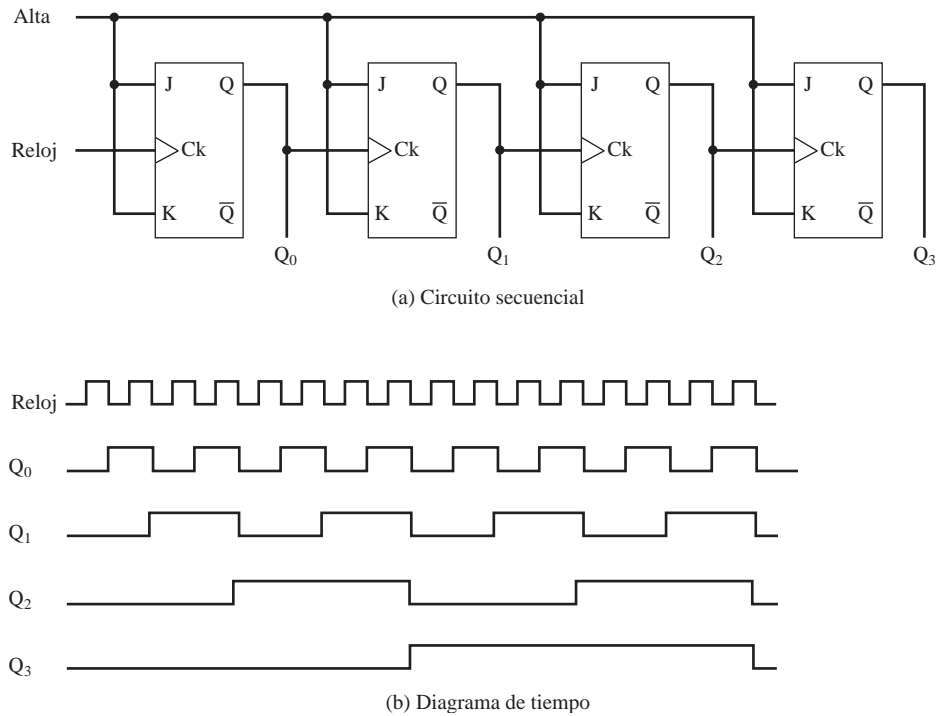 Alta
J Q J Q J Q J Q
Reloj Ck Ck Ck Ck
K Q̅ K Q̅ K Q̅ K Q̅
Q₀ Q₁ Q₂ Q₃
(a) Circuito secuencial
Reloj
Q₀
Q₁
Q₂
Q₃
(b) Diagrama de tiempo